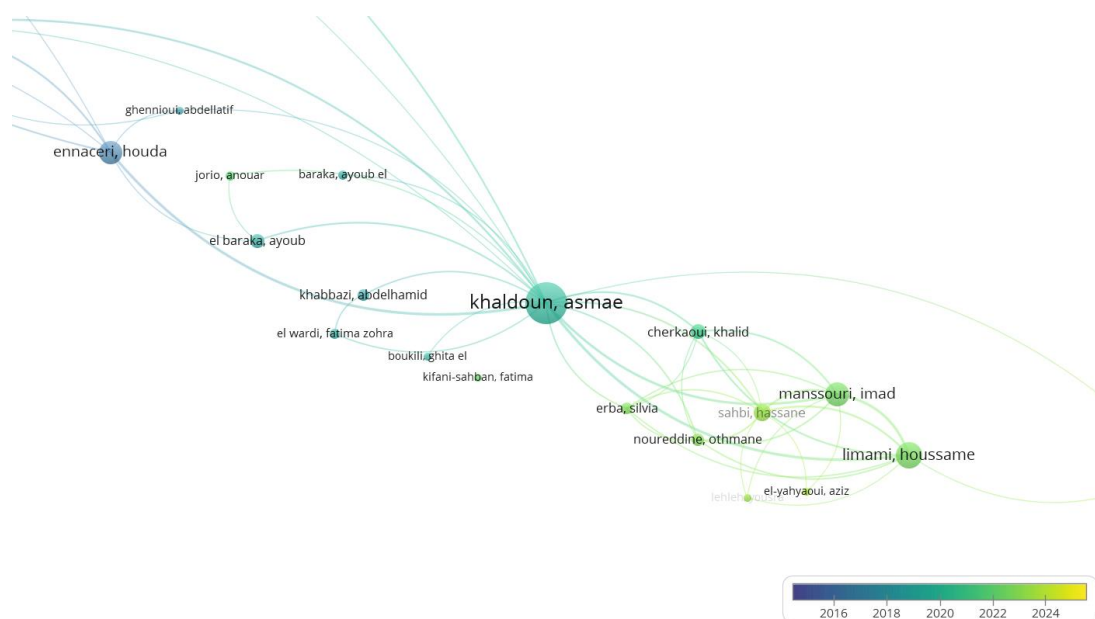 ghennioui, abdellatif
ennaceri, houda
jorio, anouar
baraka, ayoub el
el baraka, ayoub
khabbazi, abdelhamid
khaldoun, asmae
el wardi, fatima zohra
cherkaoui, khalid
boukili, ghita el
kifani-sahban, fatima
manssouri, imad
erba, silvia
sahbi, hassane
noureddine, othmane
limami, houssame
el-yahyaoui, aziz
2016 2018 2020 2022 2024